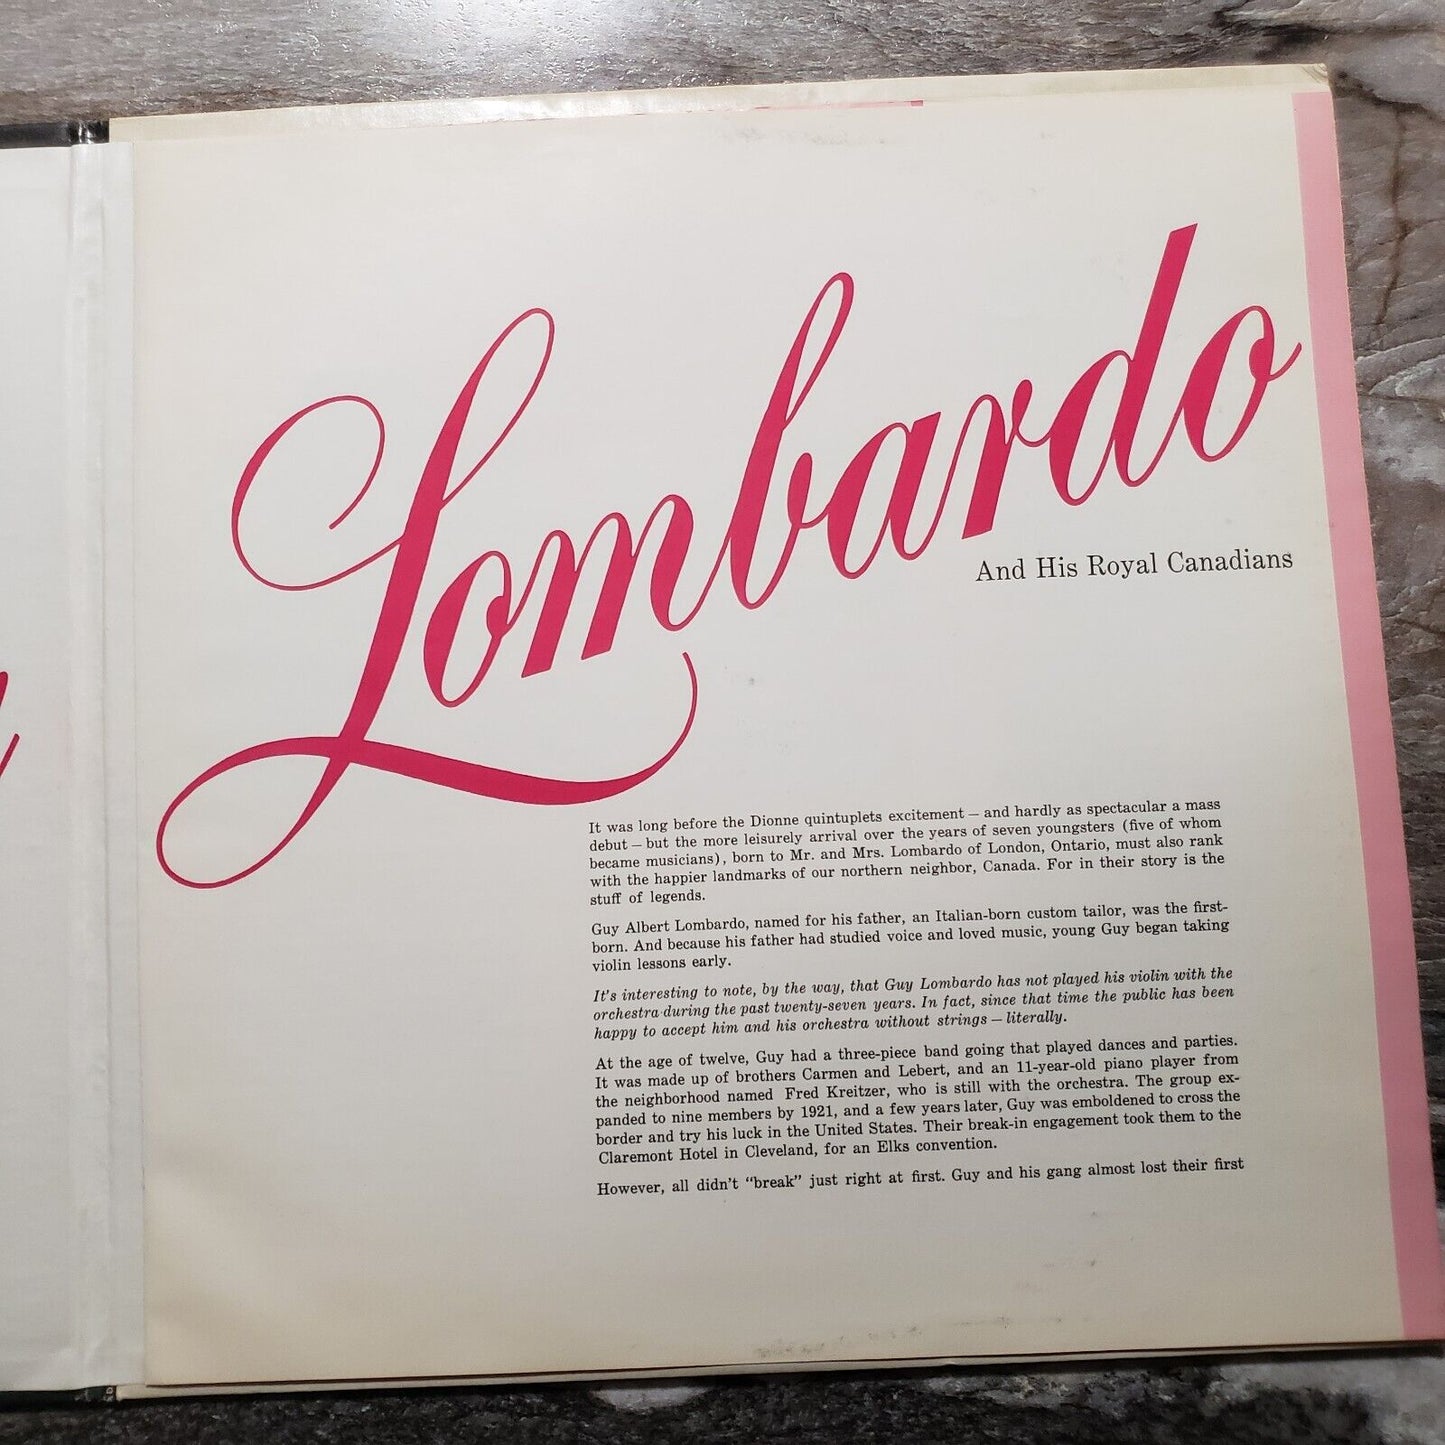 Lombardo
And His Royal Canadians
It was long before the Dionne quintuplets excitement – and hardly as spectacular a mass
debut – but the more leisurely arrival over the years of seven youngsters (five of whom
became musicians), born to Mr. and Mrs. Lombardo of London, Ontario, must also rank
with the happier landmarks of our northern neighbor, Canada. For in their story is the
stuff of legends.
Guy Albert Lombardo, named for his father, an Italian-born custom tailor, was the first-
born. And because his father had studied voice and loved music, young Guy began taking
violin lessons early.
It's interesting to note, by the way, that Guy Lombardo has not played his violin with the
orchestra during the past twenty-seven years. In fact, since that time the public has been
happy to accept him and his orchestra without strings – literally.
At the age of twelve, Guy had a three-piece band going that played dances and parties.
It was made up of brothers Carmen and Lebert, and an 11-year-old piano player from
the neighborhood named Fred Kreitzer, who is still with the orchestra. The group ex-
panded to nine members by 1921, and a few years later, Guy was emboldened to cross the
border and try his luck in the United States. Their break-in engagement took them to the
Claremont Hotel in Cleveland, for an Elks convention.
However, all didn't "break" just right at first. Guy and his gang almost lost their first